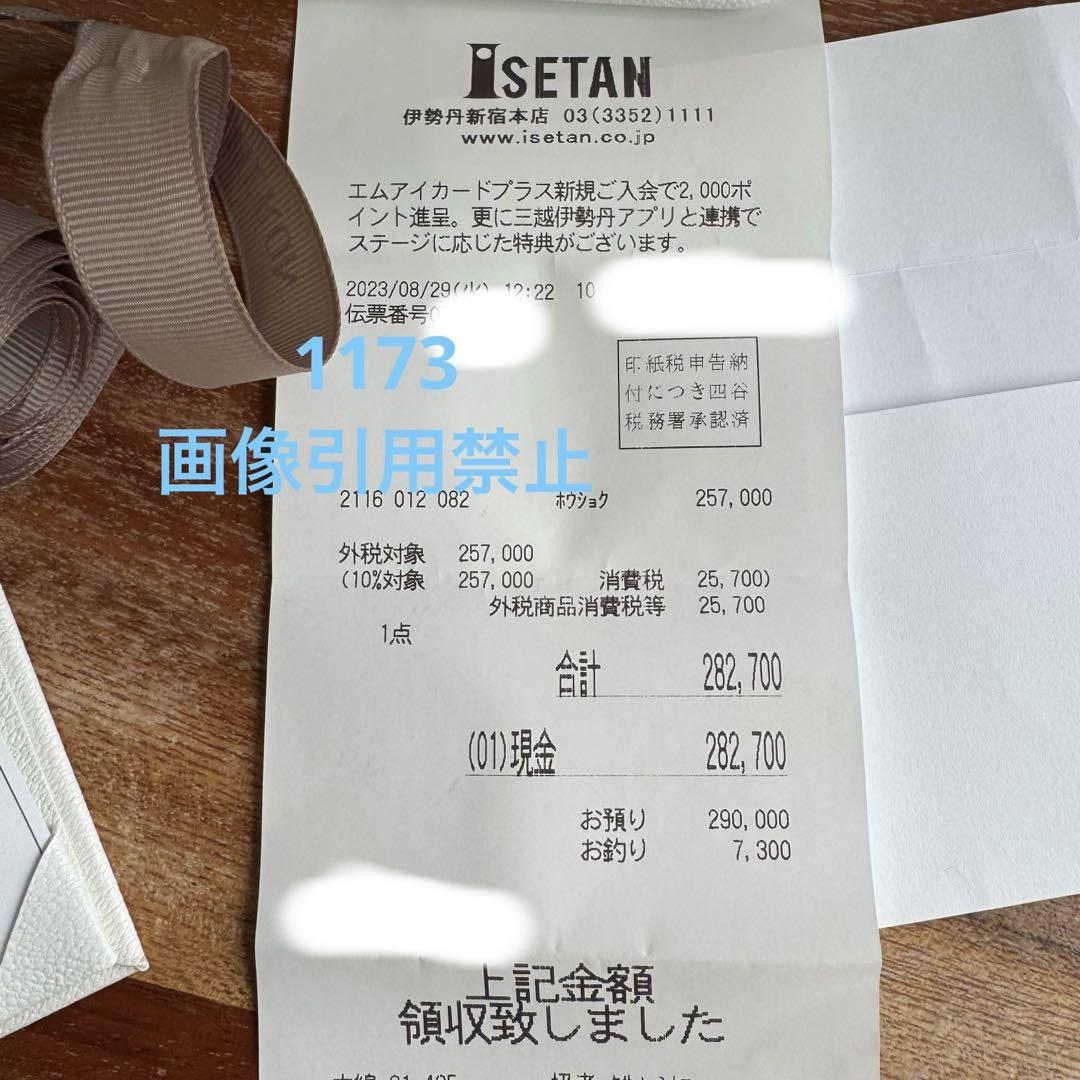 ISETAN
伊勢丹新宿本店 03(3352)1111
www.isetan.co.jp
エムアイカードプラス新規ご入会で2,000ポ
イント進呈。更に三越伊勢丹アプリと連携で
ステージに応じた特典がございます。
2023/08/29(火) 12:22 10
伝票番号
1173
印紙税申告納
付につき四谷
税務署承認済
画像引用禁止
2116 012 082 ホウショク 257,000
外税対象 257,000
(10%対象 257,000 消費税 25,700)
外税商品消費税等 25,700
1点
合計 282,700
(01)現金 282,700
お預り 290,000
お釣り 7,300
上記金額
領収致しました